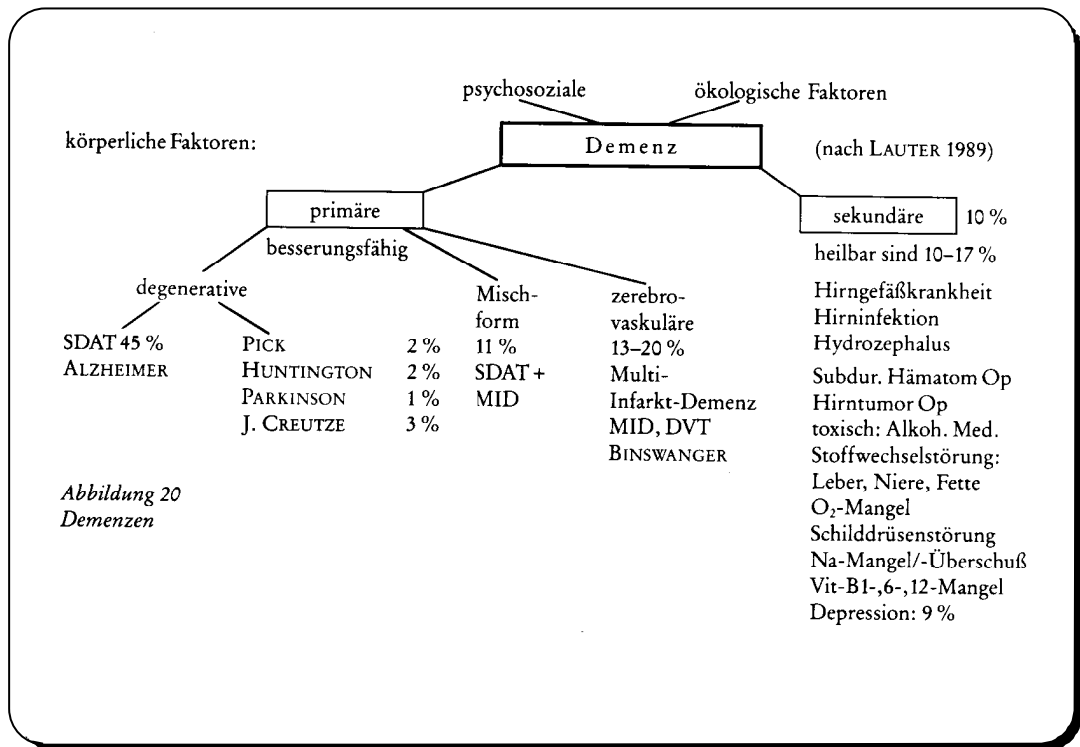 psychosoziale ökologische Faktoren
körperliche Faktoren:
Demenz
(nach LAUTER 1989)
primäre
besserungsfähig
sekundäre 10 %
heilbar sind 10–17 %
degenerative
SDAT 45 %
ALZHEIMER
PICK 2 %
HUNTINGTON 2 %
PARKINSON 1 %
J. CREUTZE 3 %
Misch-
form
11 %
SDAT +
MID
zerebro-
vaskuläre
13–20 %
Multi-
Infarkt-Demenz
MID, DVT
BINSWANGER
Hirngefäßkrankheit
Hirninfektion
Hydrozephalus
Subdur. Hämatom Op
Hirntumor Op
toxisch: Alkoh. Med.
Stoffwechselstörung:
Leber, Niere, Fette
O₂-Mangel
Schilddrüsenstörung
Na-Mangel/-Überschuß
Vit-B1-,6-,12-Mangel
Depression: 9 %
Abbildung 20
Demenzen